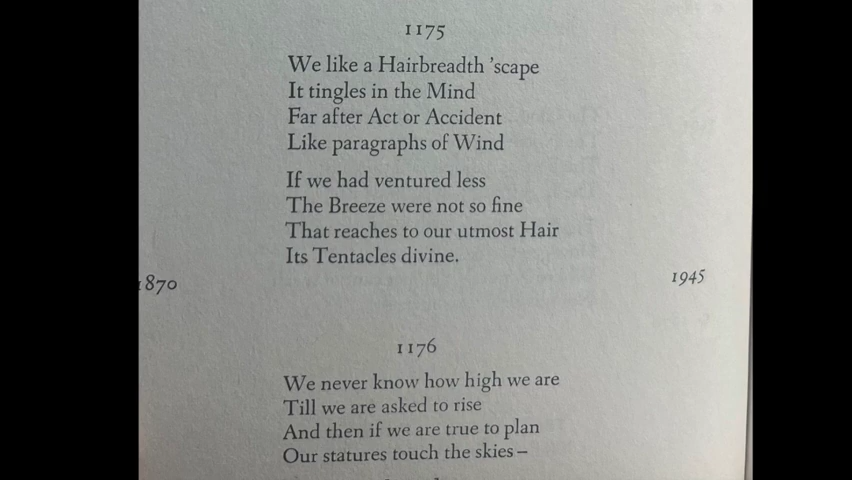 1175
We like a Hairbreadth 'scape
It tingles in the Mind
Far after Act or Accident
Like paragraphs of Wind
If we had ventured less
The Breeze were not so fine
That reaches to our utmost Hair
Its Tentacles divine.
1870 1945
1176
We never know how high we are
Till we are asked to rise
And then if we are true to plan
Our statures touch the skies –